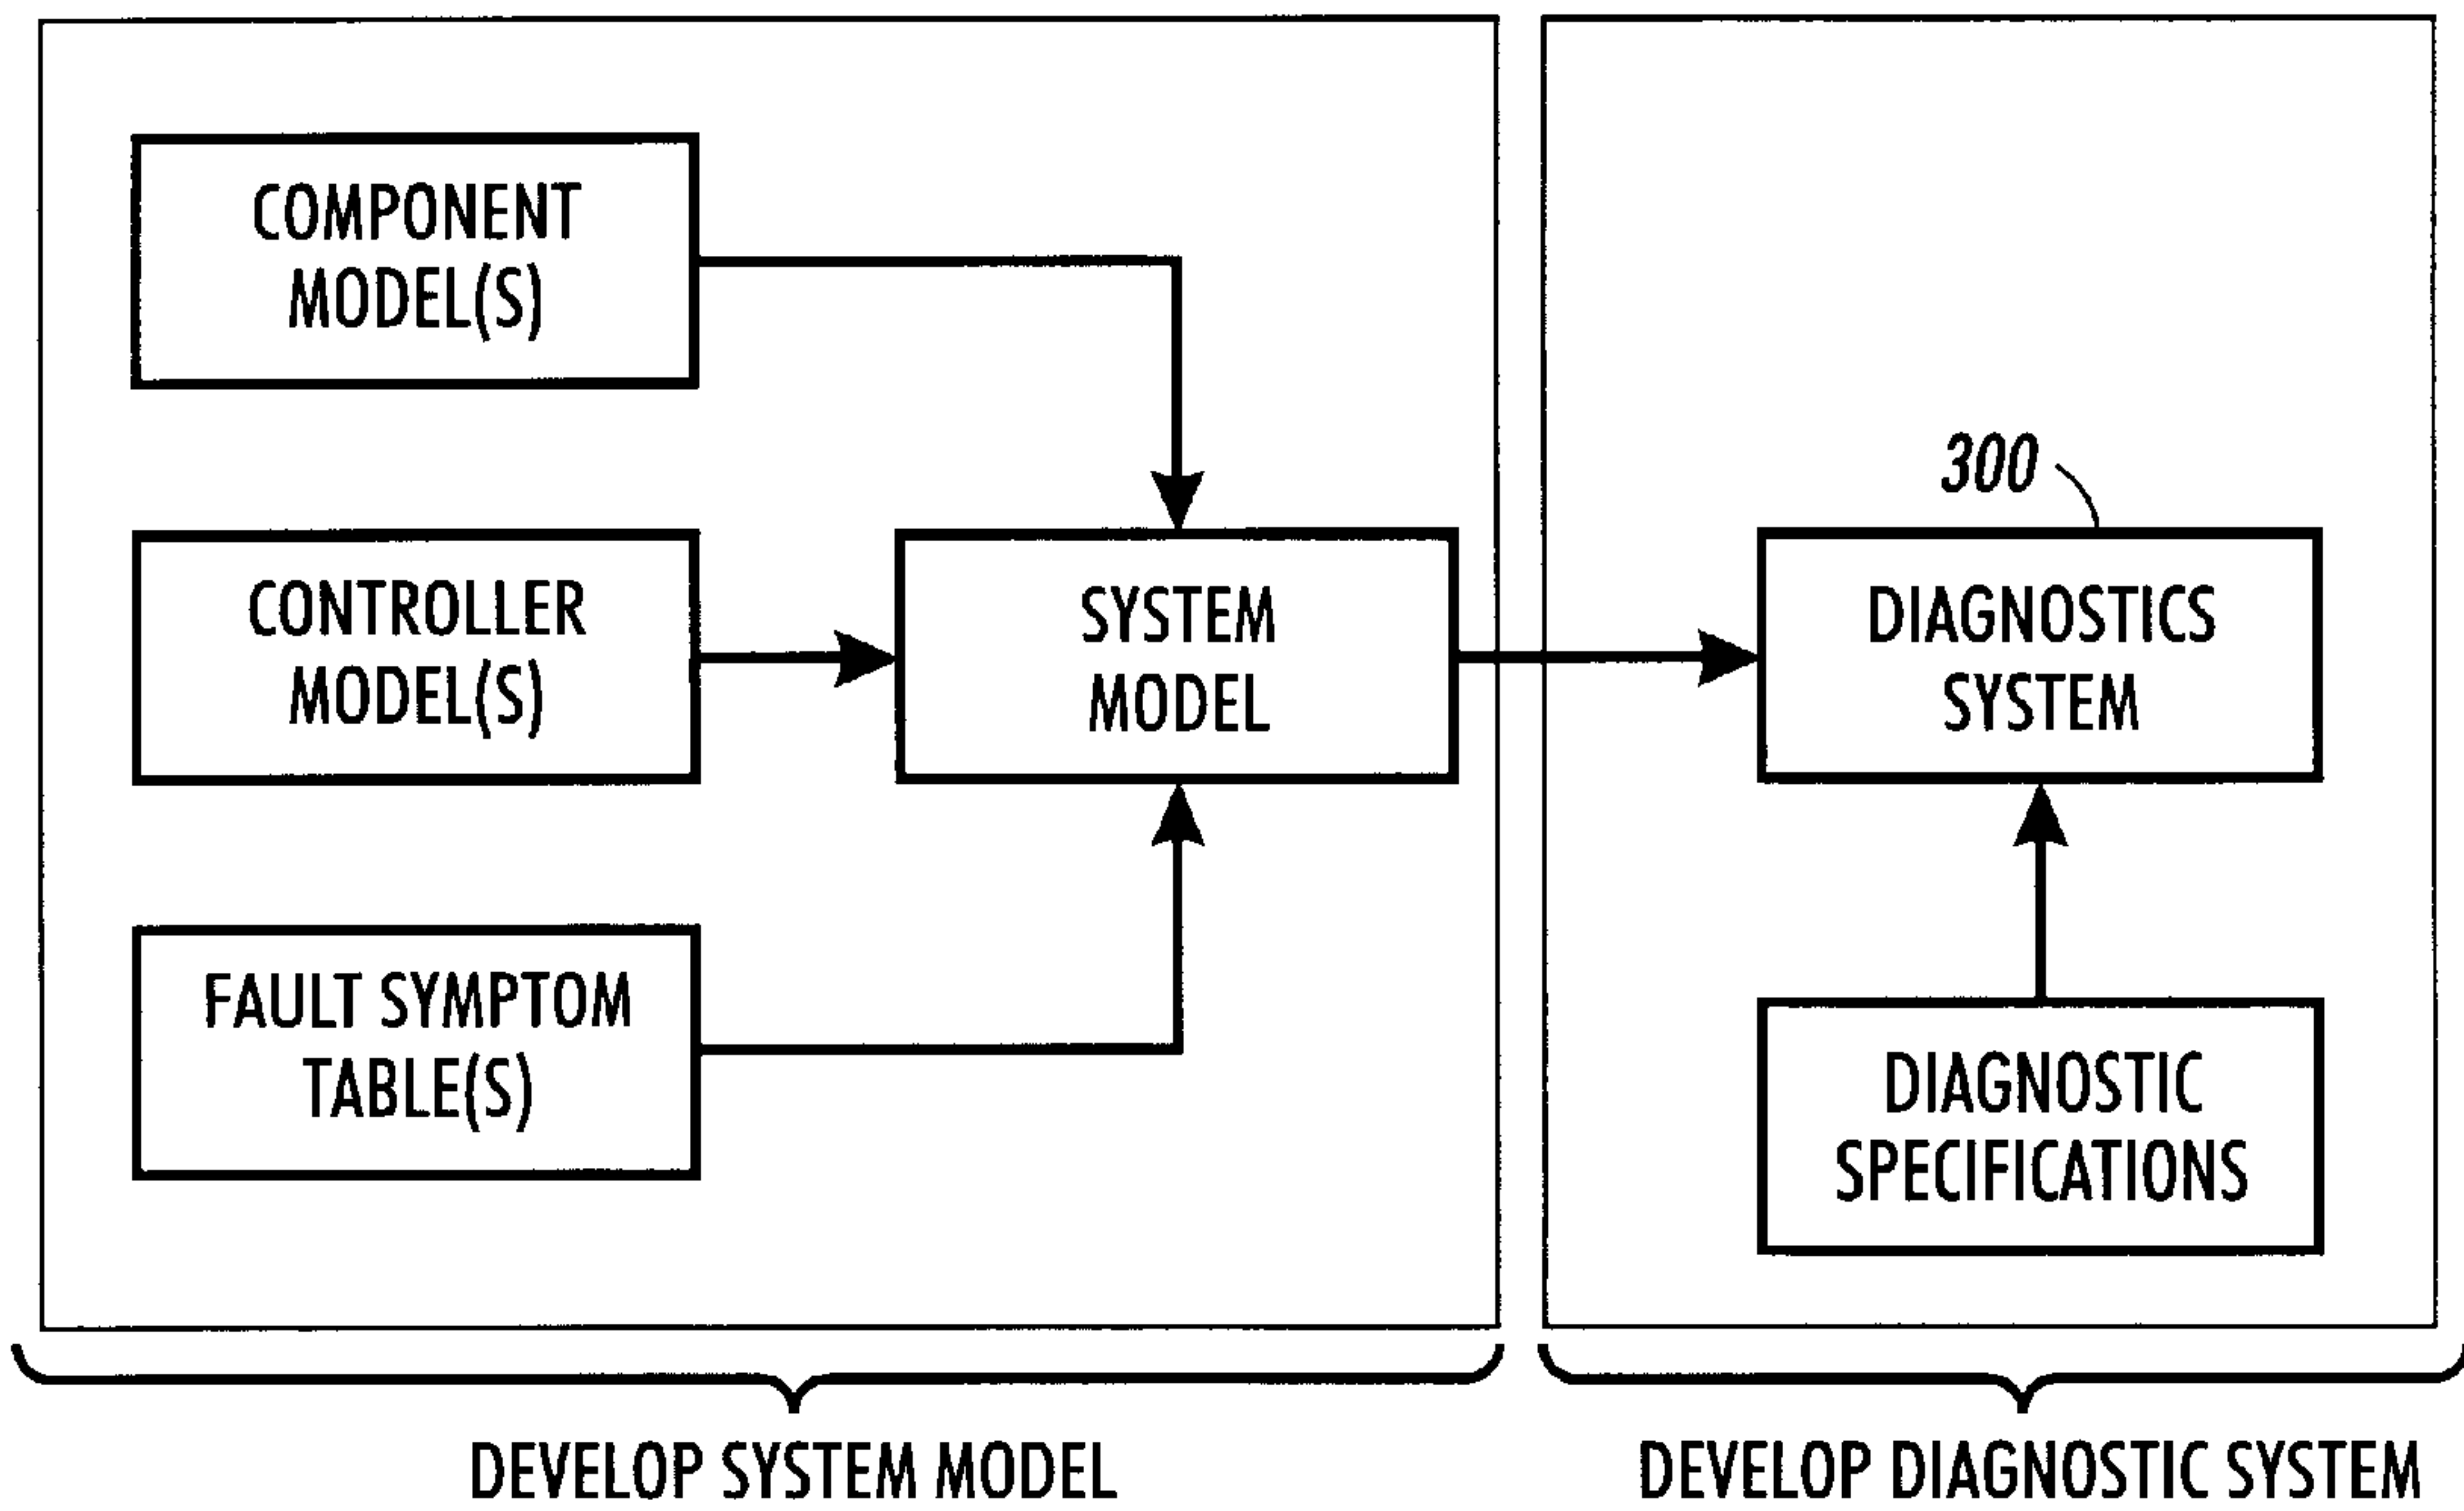 COMPONENT
MODEL(S)
CONTROLLER
MODEL(S)
FAULT SYMPTOM
TABLE(S)
SYSTEM
MODEL
DEVELOP SYSTEM MODEL
300
DIAGNOSTICS
SYSTEM
DIAGNOSTIC
SPECIFICATIONS
DEVELOP DIAGNOSTIC SYSTEM